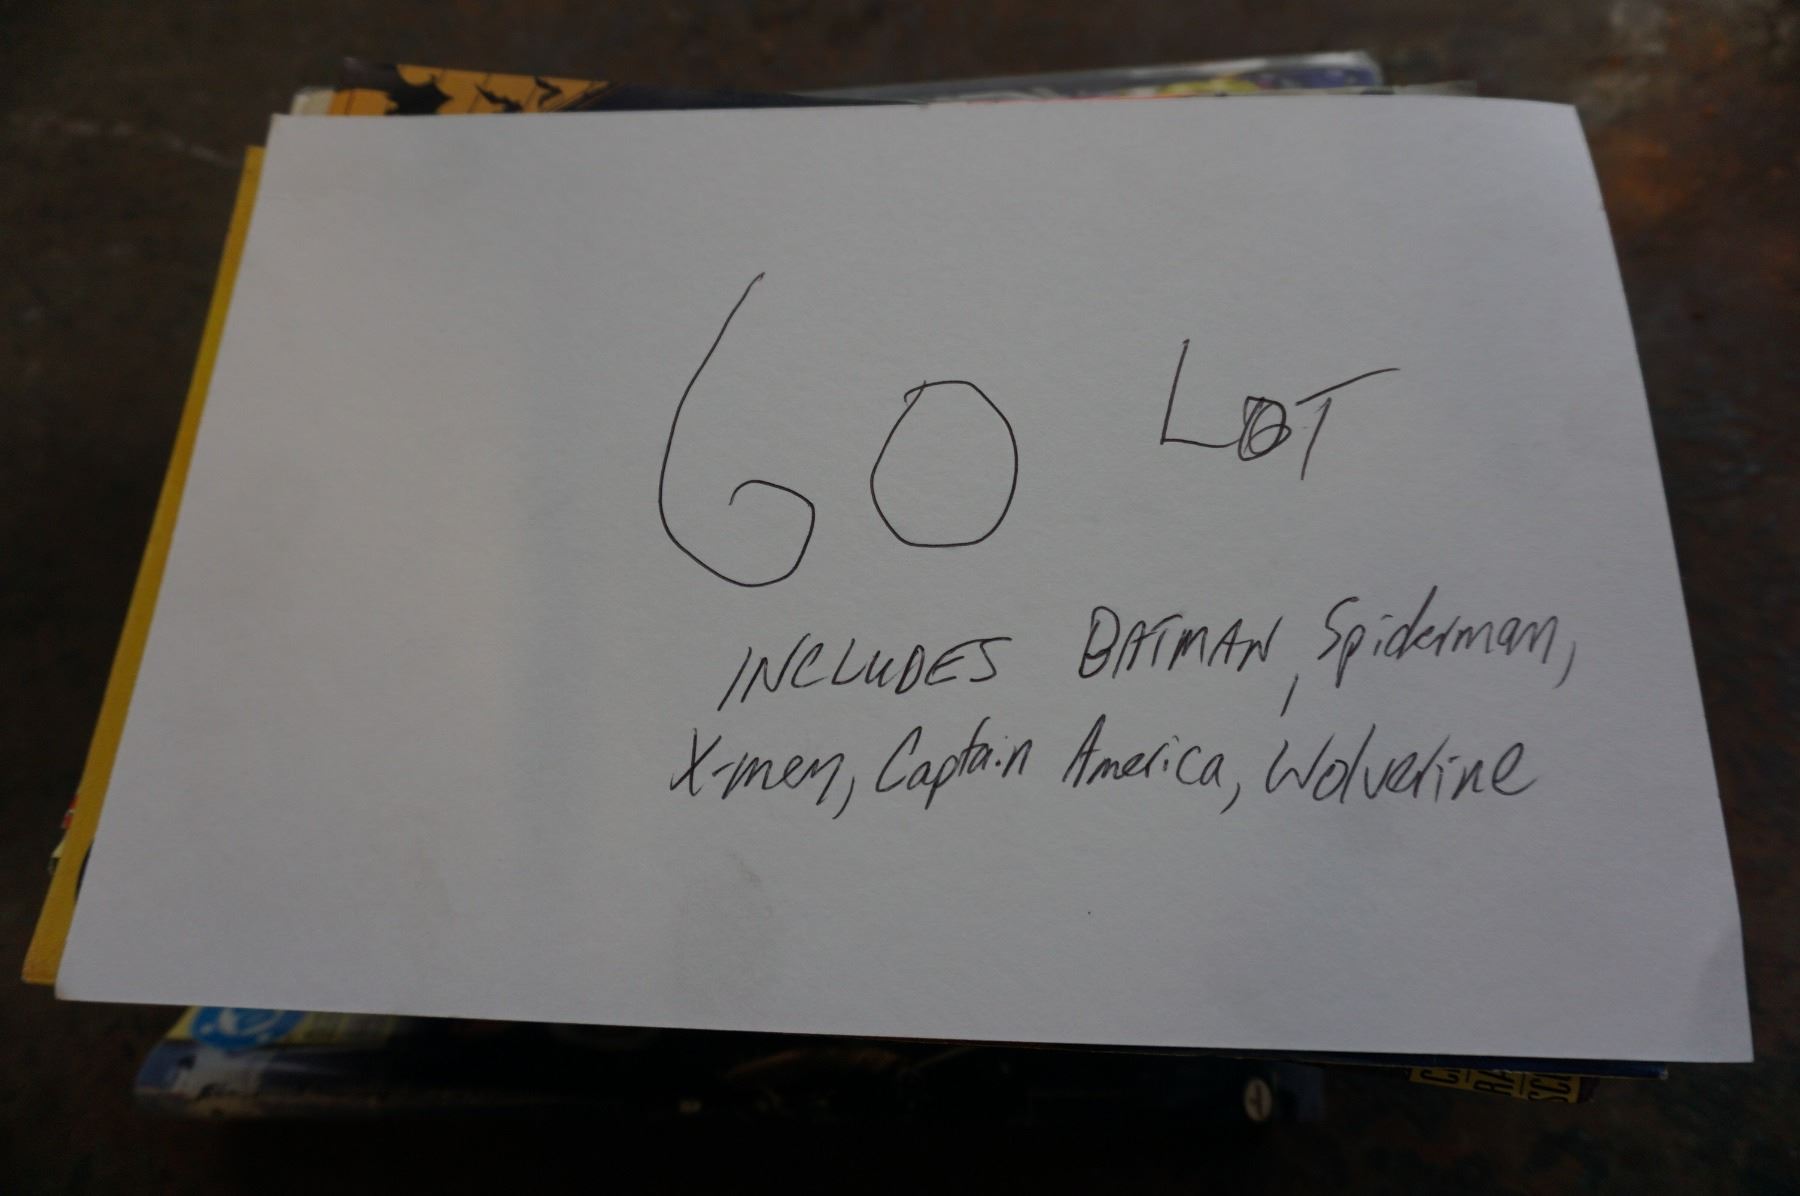 60 LOT
INCLUDES BATMAN, Spiderman,
X-men, Captain America, Wolverine